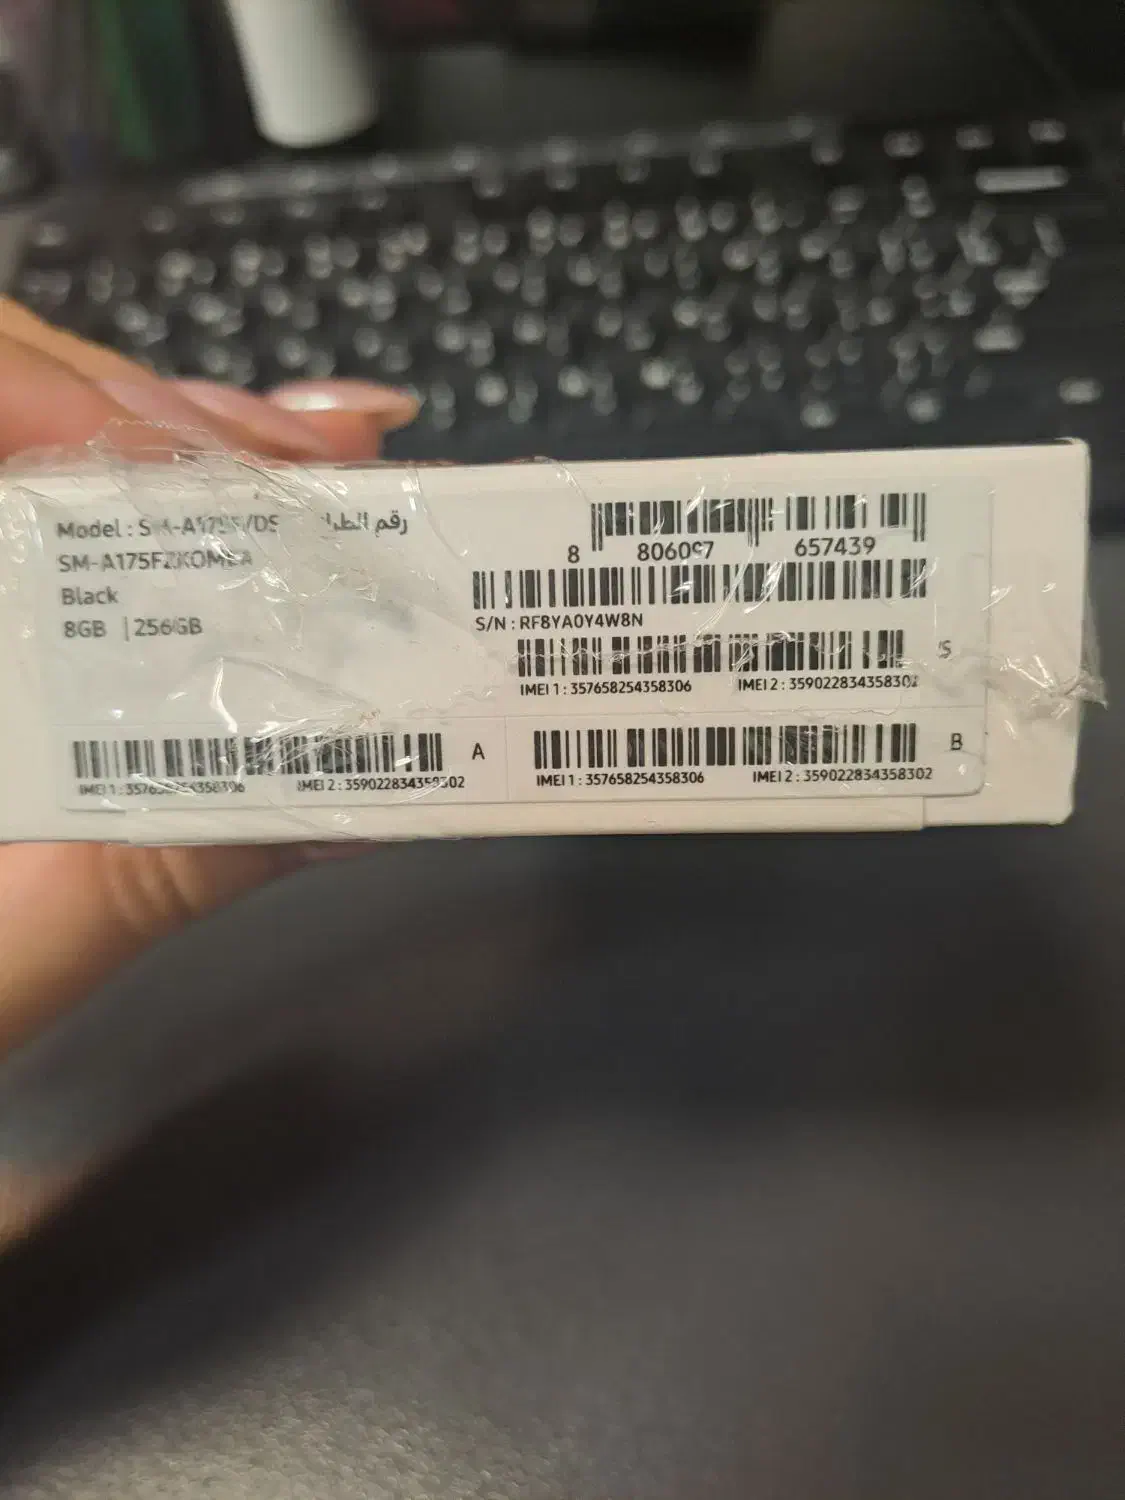 Model : SM-A175F/DS رقم الطراز
SM-A175FZKOMEA
Black
8GB | 256GB
8 806097 657439
S/N : RF8YA0Y4W8N
IMEI 1 : 357658254358306 IMEI 2 : 359022834358302
/S
A
IMEI 1 : 357658254358306 IMEI 2 : 359022834358302
B
IMEI 1 : 357658254358306 IMEI 2 : 359022834358302